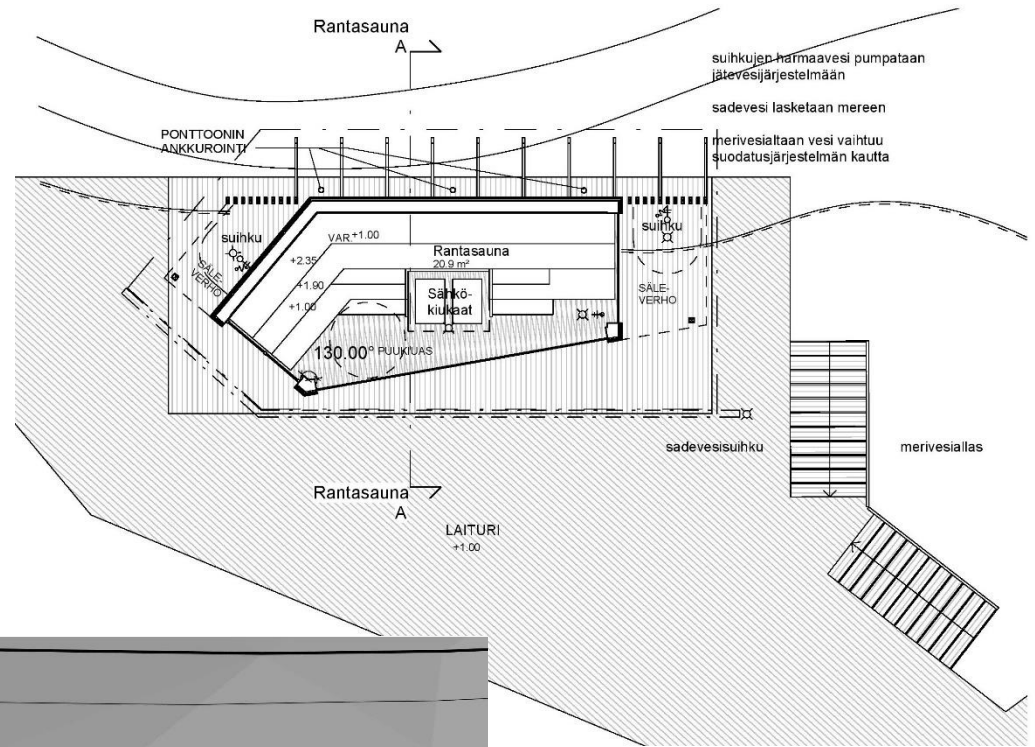 Rantasauna
A
suihkujen harmaavesi pumpataan
jätevesijärjestelmään
sadevesi lasketaan mereen
merivesialtaan vesi vaihtuu
suodatusjärjestelmän kautta
PONTTOONIN
ANKKUROINTI
suihku
SÄLE-
VERHO
VAR.+1.00
+2.35
+1.90
+1.00
Rantasauna
20.9 m²
Sähkö-
kiukaat
130.00° PUUKIUAS
suihku
SÄLE-
VERHO
sadevesisuihku
merivesiallas
Rantasauna
A
LAITURI
+1.00